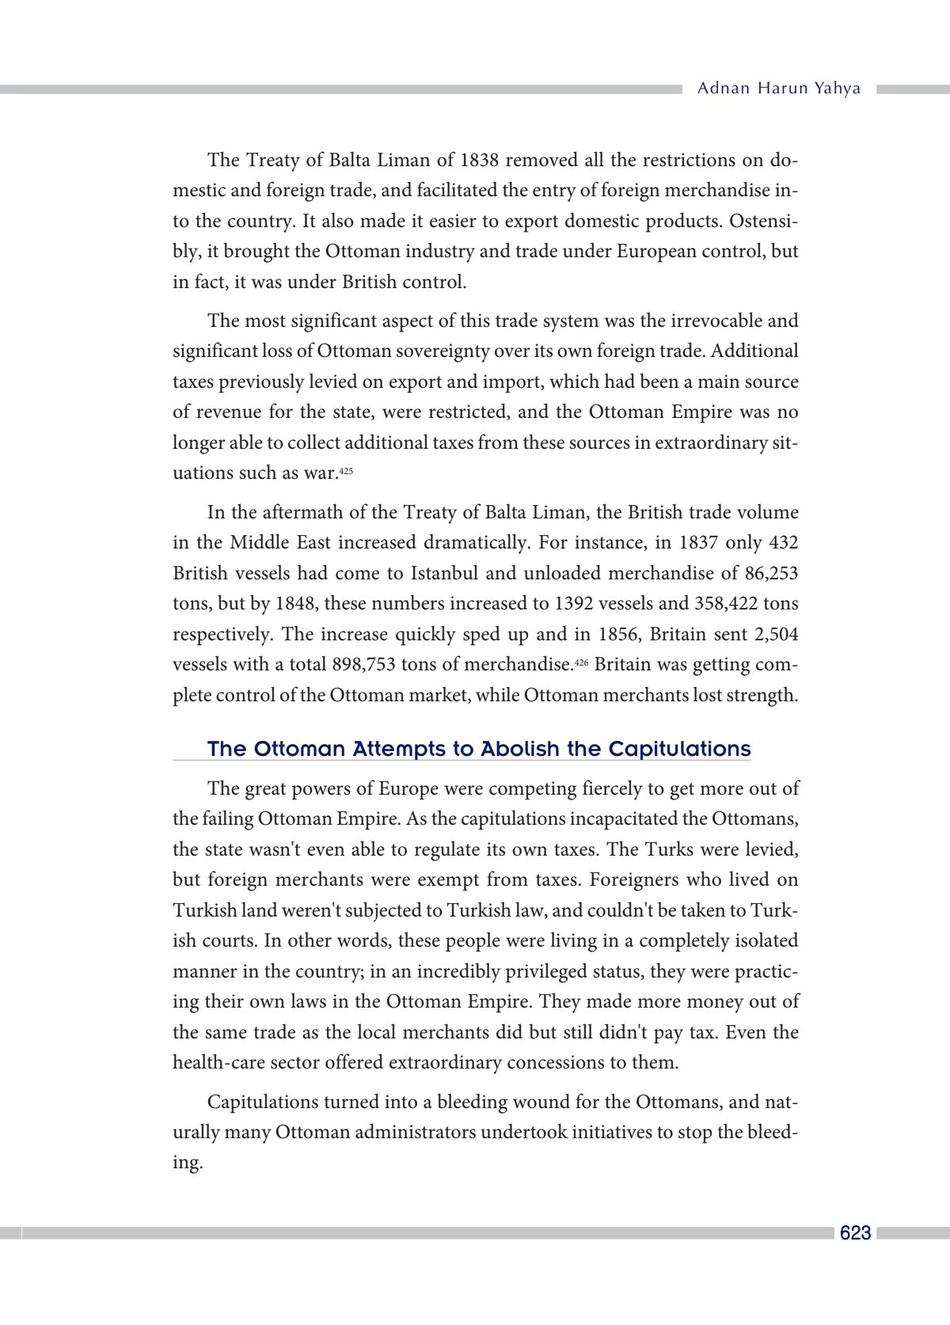 Adnan Harun Yahya
The Treaty of Balta Liman of 1838 removed all the restrictions on do-
mestic and foreign trade, and facilitated the entry of foreign merchandise in-
to the country. It also made it easier to export domestic products. Ostensi-
bly, it brought the Ottoman industry and trade under European control, but
in fact, it was under British control.
The most significant aspect of this trade system was the irrevocable and
significant loss of Ottoman sovereignty over its own foreign trade. Additional
taxes previously levied on export and import, which had been a main source
of revenue for the state, were restricted, and the Ottoman Empire was no
longer able to collect additional taxes from these sources in extraordinary sit-
uations such as war.425
In the aftermath of the Treaty of Balta Liman, the British trade volume
in the Middle East increased dramatically. For instance, in 1837 only 432
British vessels had come to Istanbul and unloaded merchandise of 86,253
tons, but by 1848, these numbers increased to 1392 vessels and 358,422 tons
respectively. The increase quickly sped up and in 1856, Britain sent 2,504
vessels with a total 898,753 tons of merchandise.426 Britain was getting com-
plete control of the Ottoman market, while Ottoman merchants lost strength.
The Ottoman Attempts to Abolish the Capitulations
The great powers of Europe were competing fiercely to get more out of
the failing Ottoman Empire. As the capitulations incapacitated the Ottomans,
the state wasn't even able to regulate its own taxes. The Turks were levied,
but foreign merchants were exempt from taxes. Foreigners who lived on
Turkish land weren't subjected to Turkish law, and couldn't be taken to Turk-
ish courts. In other words, these people were living in a completely isolated
manner in the country; in an incredibly privileged status, they were practic-
ing their own laws in the Ottoman Empire. They made more money out of
the same trade as the local merchants did but still didn't pay tax. Even the
health-care sector offered extraordinary concessions to them.
Capitulations turned into a bleeding wound for the Ottomans, and nat-
urally many Ottoman administrators undertook initiatives to stop the bleed-
ing.
623